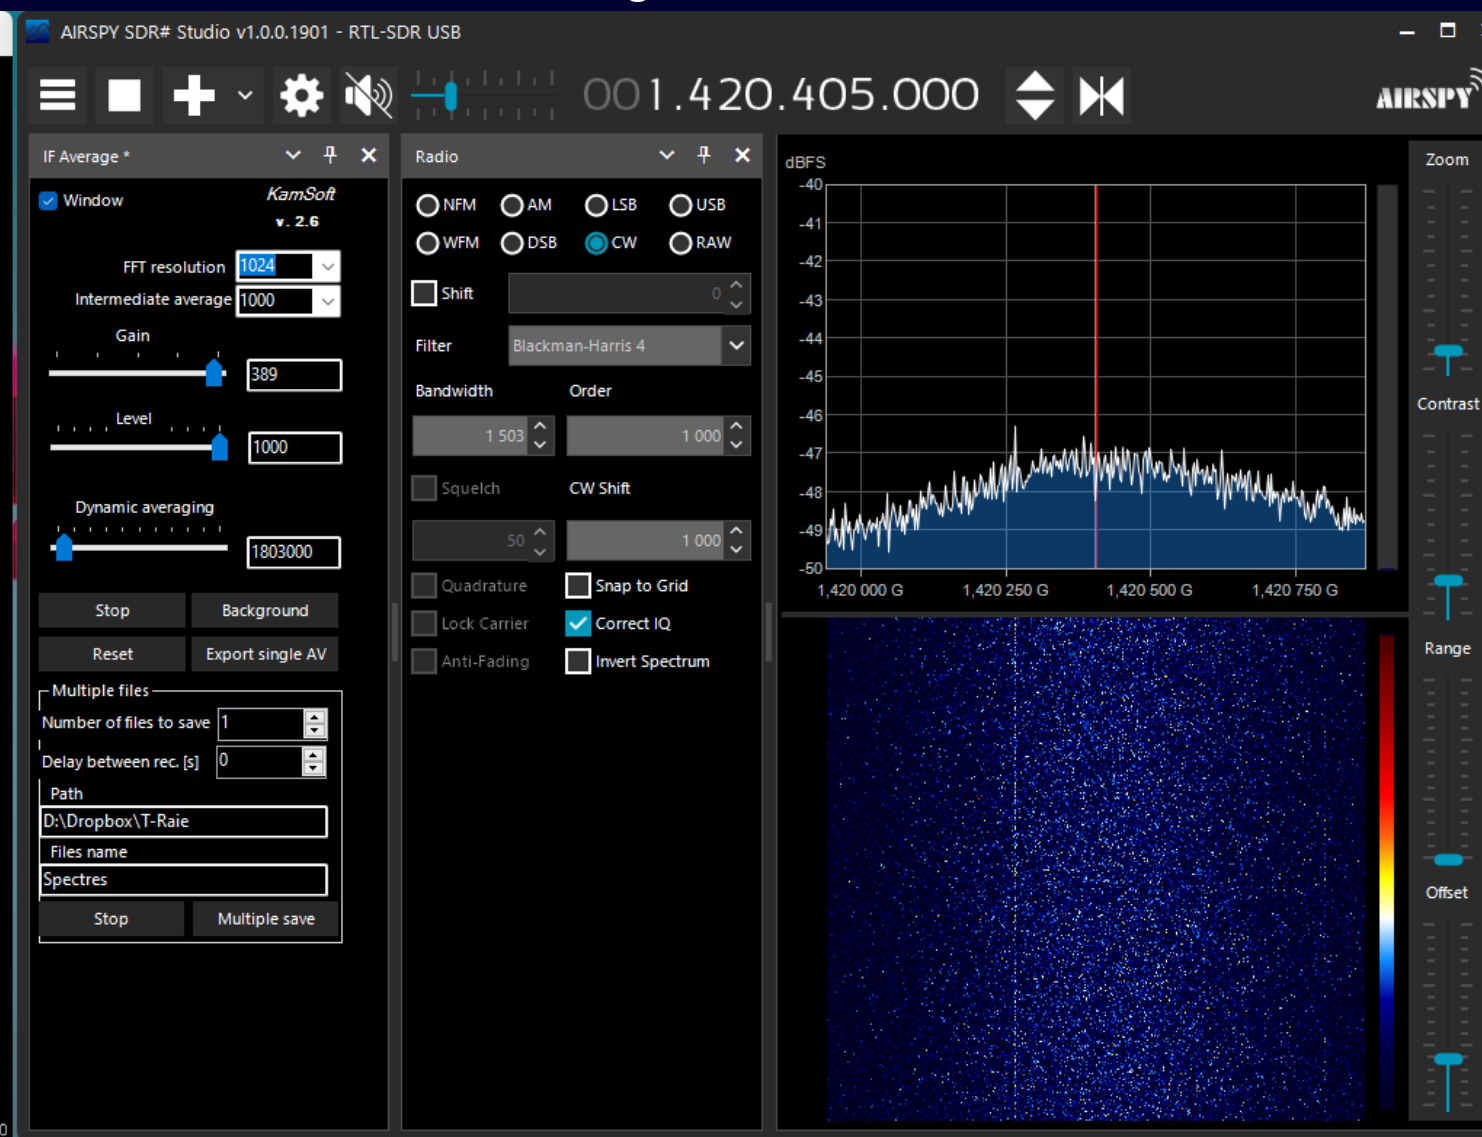 AIRSPY SDR# Studio v1.0.0.1901 - RTL-SDR USB
001.420.405.000
AIRSPY
IF Average *
Window
KamSoft
v. 2.6
FFT resolution 1024
Intermediate average 1000
Gain
389
Level
1000
Dynamic averaging
1803000
Stop Background
Reset Export single AV
Multiple files
Number of files to save 1
Delay between rec. [s] 0
Path
D:\Dropbox\T-Raie
Files name
Spectres
Stop Multiple save
Radio
NFM AM LSB USB
WFM DSB CW RAW
Shift 0
Filter Blackman-Harris 4
Bandwidth Order
1 503 1 000
Squelch CW Shift
50 1 000
Quadrature Snap to Grid
Lock Carrier Correct IQ
Anti-Fading Invert Spectrum
dBFS
-40
-41
-42
-43
-44
-45
-46
-47
-48
-49
-50
1,420 000 G 1,420 250 G 1,420 500 G 1,420 750 G
Zoom
Contrast
Range
Offset